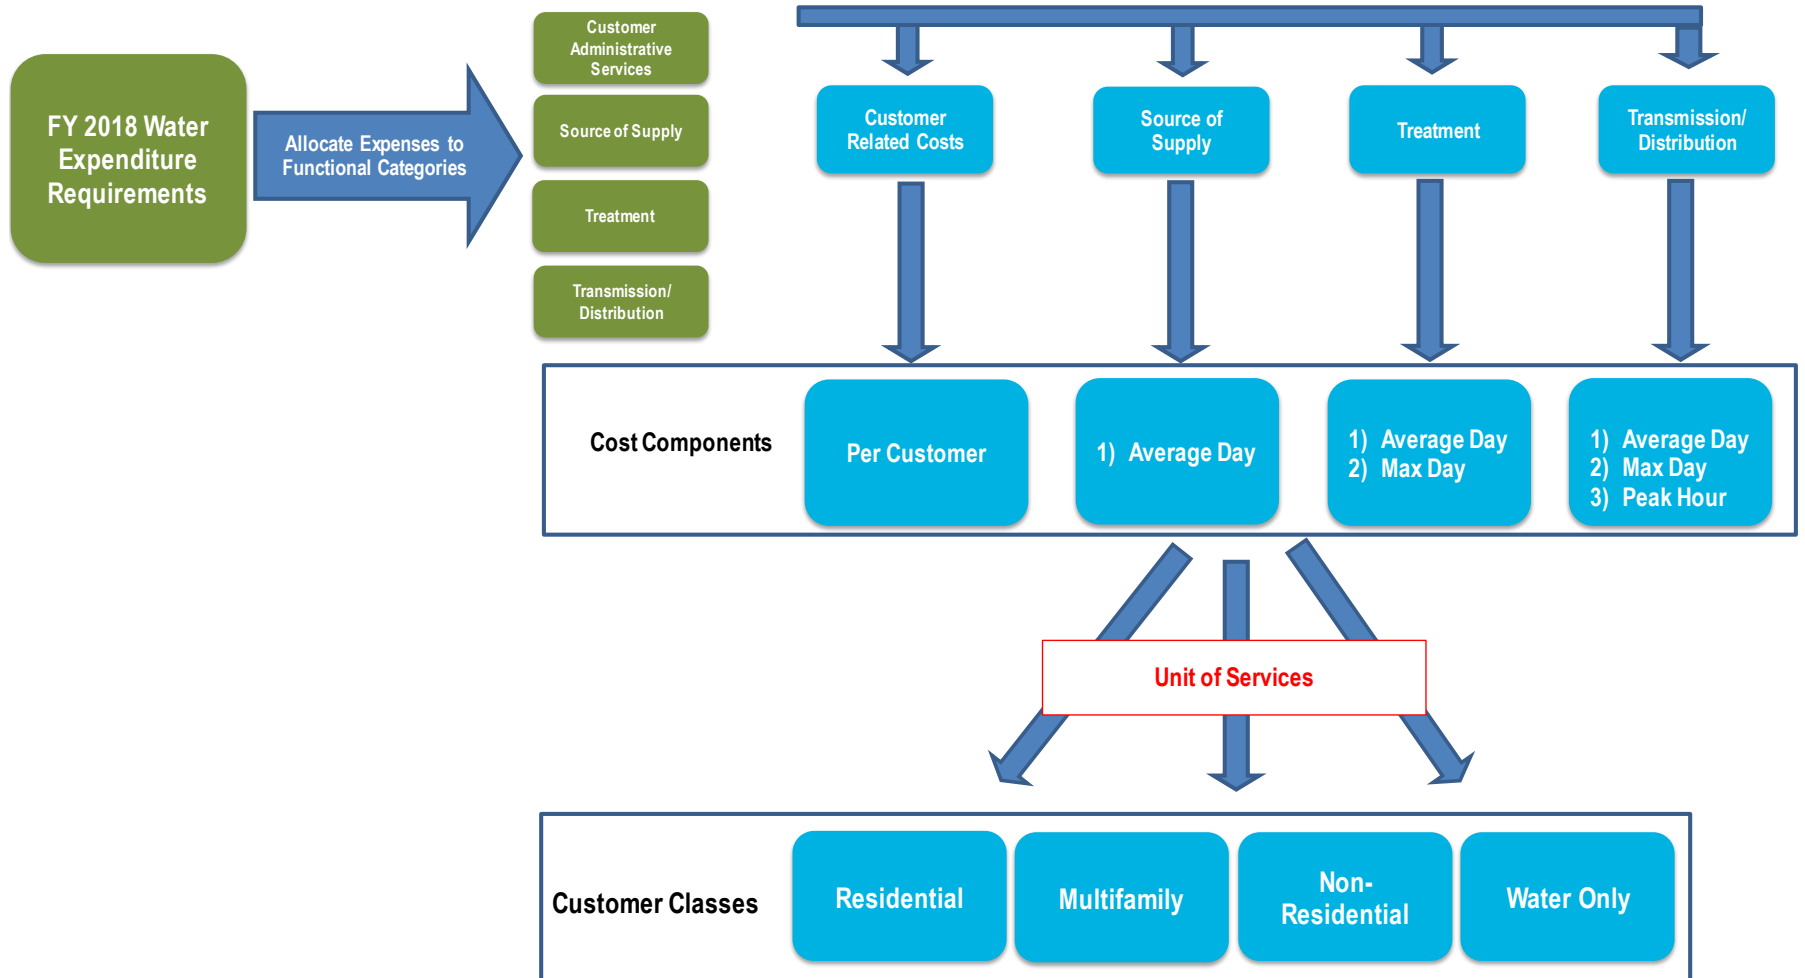 FY 2018 Water
Expenditure
Requirements
Allocate Expenses to
Functional Categories
Customer
Administrative
Services
Source of Supply
Treatment
Transmission/
Distribution
Customer
Related Costs
Source of
Supply
Treatment
Transmission/
Distribution
Cost Components
Per Customer
1) Average Day
1) Average Day
2) Max Day
1) Average Day
2) Max Day
3) Peak Hour
Unit of Services
Customer Classes
Residential
Multifamily
Non-
Residential
Water Only